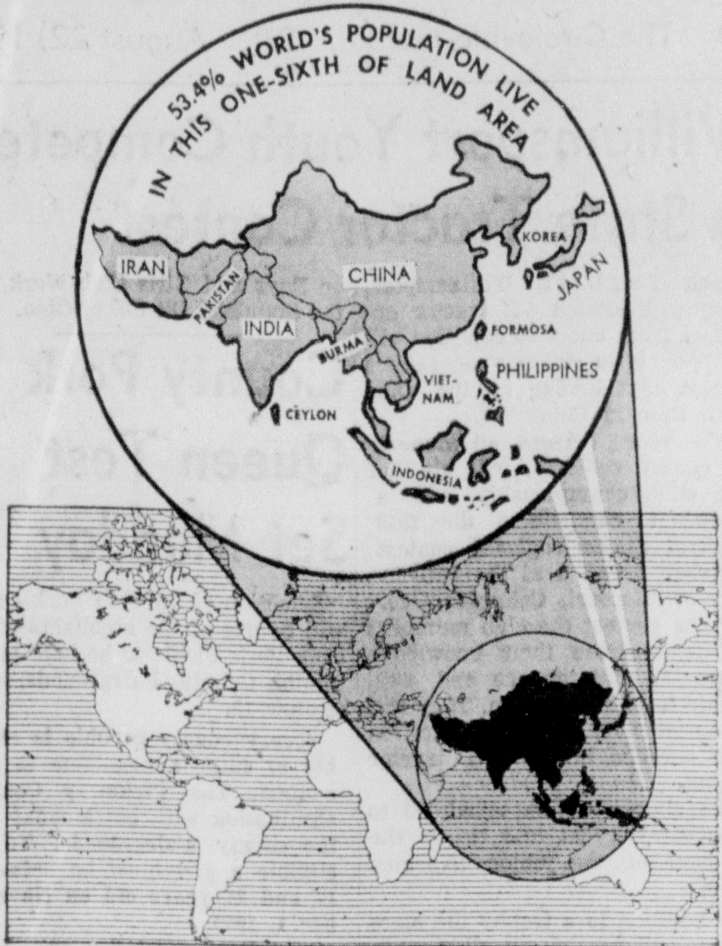 53.4% WORLD'S POPULATION LIVE
IN THIS ONE-SIXTH OF LAND AREA
KOREA
IRAN
CHINA
JAPAN
PAKISTAN
INDIA
FORMOSA
BURMA
PHILIPPINES
VIET-
NAM
CEYLON
INDONESIA